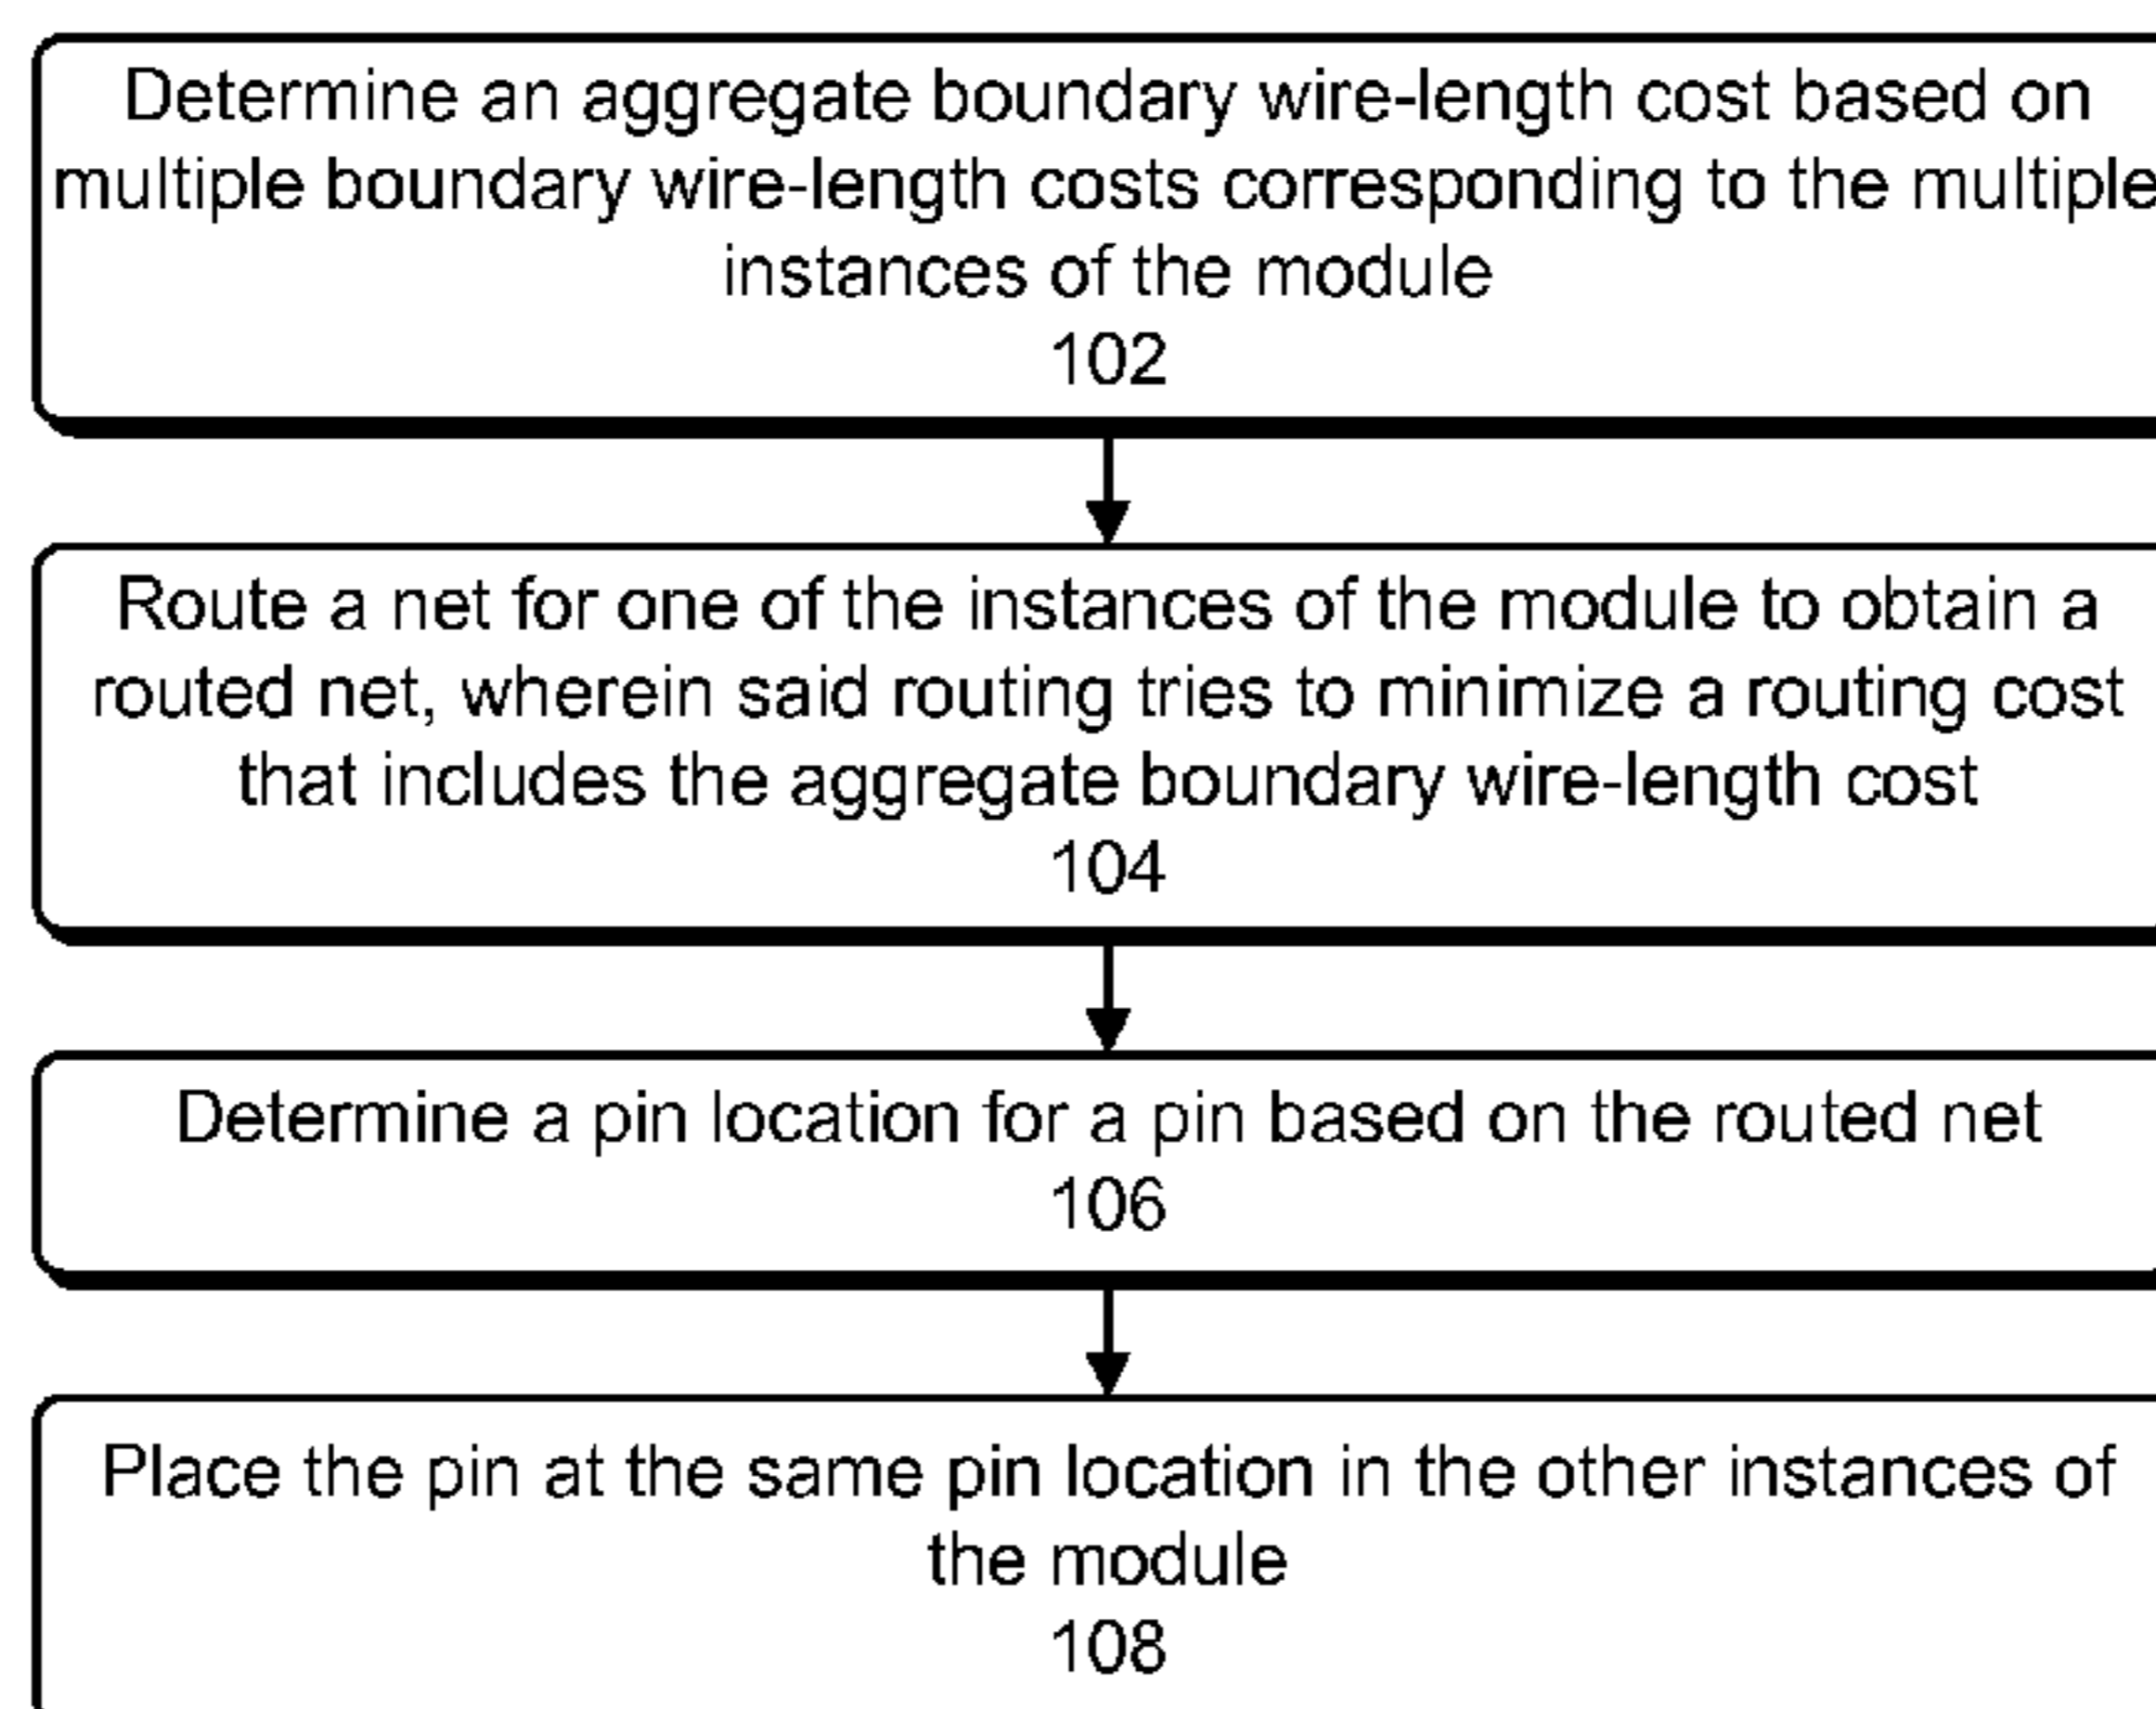 Determine an aggregate boundary wire-length cost based on
multiple boundary wire-length costs corresponding to the multiple
instances of the module
102
Route a net for one of the instances of the module to obtain a
routed net, wherein said routing tries to minimize a routing cost
that includes the aggregate boundary wire-length cost
104
Determine a pin location for a pin based on the routed net
106
Place the pin at the same pin location in the other instances of
the module
108